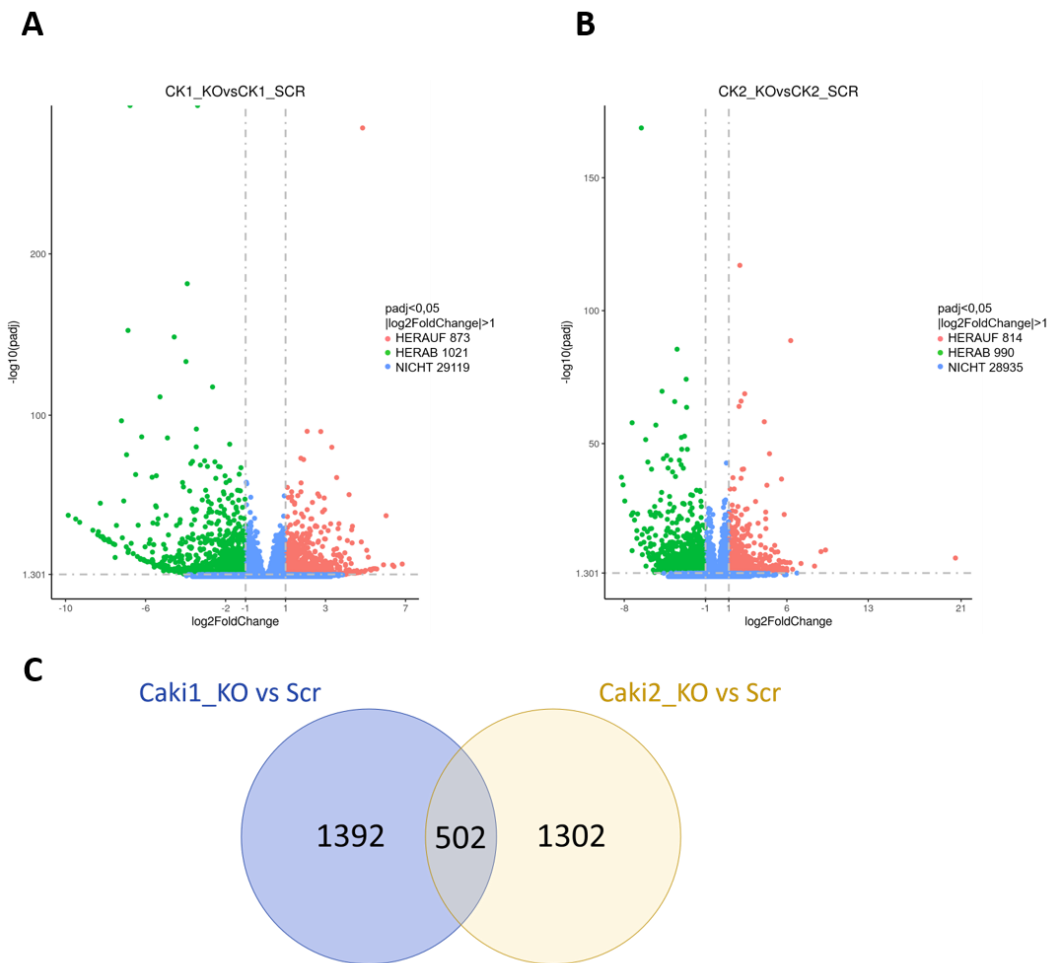 A
B
CK1_KOvsCK1_SCR
CK2_KOvsCK2_SCR
-log10(padj)
200
100
1.301
-10
-6
-2
-1
1
3
7
log2FoldChange
padj<0,05
|log2FoldChange|>1
HERAUF 873
HERAB 1021
NICHT 29119
-log10(padj)
150
100
50
1.301
-8
-1
1
6
13
21
log2FoldChange
padj<0,05
|log2FoldChange|>1
HERAUF 814
HERAB 990
NICHT 28935
C
Caki1_KO vs Scr
Caki2_KO vs Scr
1392
502
1302